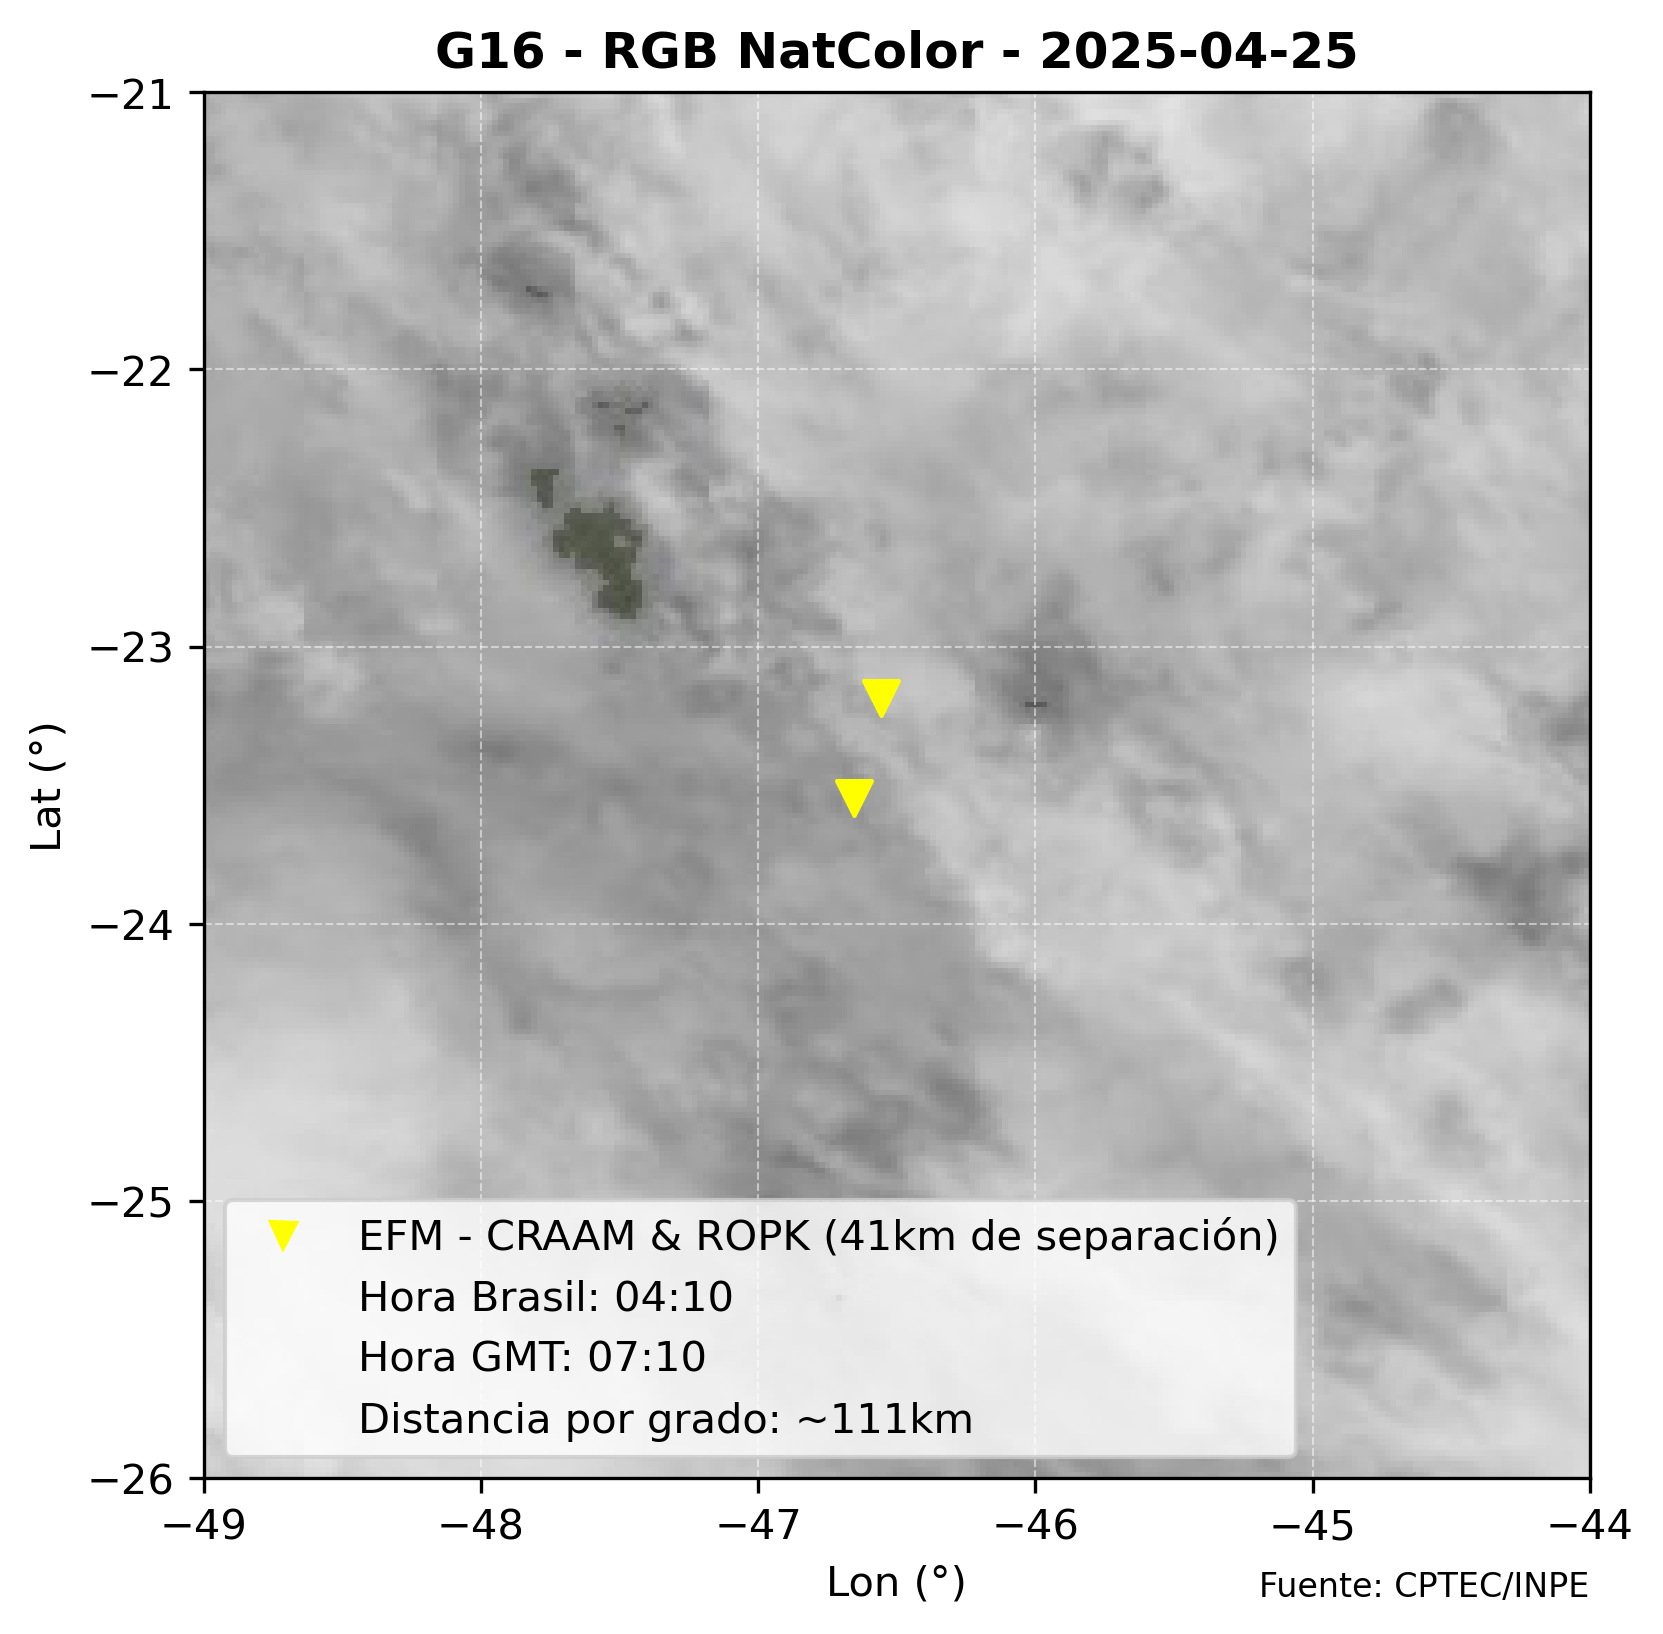 G16 - RGB NatColor - 2025-04-25
−21
−22
−23
−24
−25
−26
Lat (°)
EFM - CRAAM & ROPK (41km de separación)
Hora Brasil: 04:10
Hora GMT: 07:10
Distancia por grado: ~111km
−49 −48 −47 −46 −45 −44
Lon (°)
Fuente: CPTEC/INPE